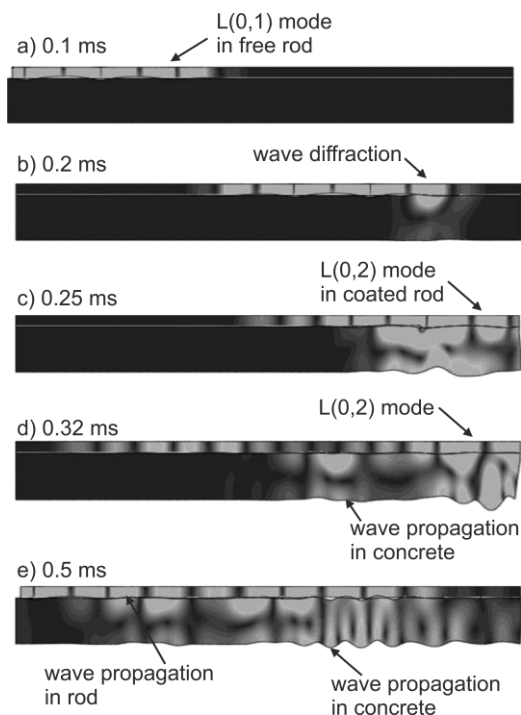 L(0,1) mode
in free rod
a) 0.1 ms
b) 0.2 ms
wave diffraction
L(0,2) mode
in coated rod
c) 0.25 ms
L(0,2) mode
d) 0.32 ms
wave propagation
in concrete
e) 0.5 ms
wave propagation
in rod
wave propagation
in concrete